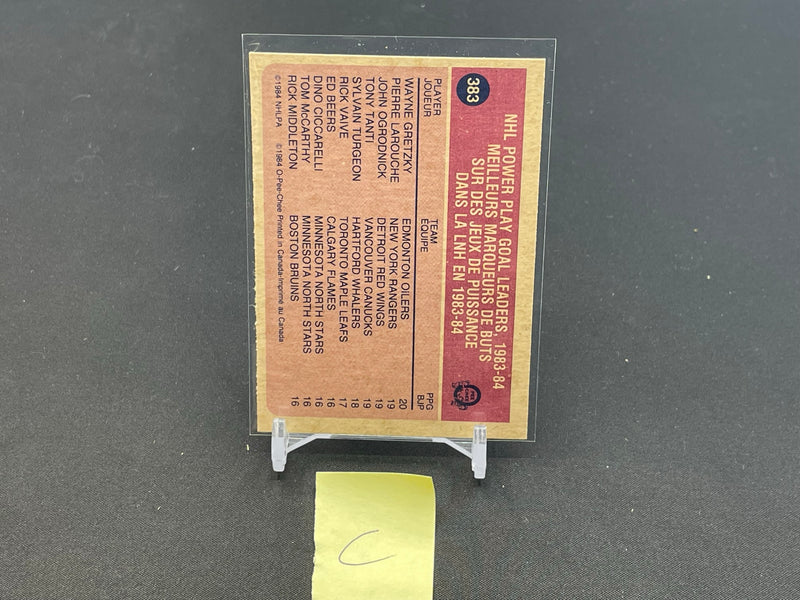 383
NHL POWER PLAY GOAL LEADERS, 1983-84
MEILLEURS MARQUEURS DE BUTS
SUR DES JEUX DE PUISSANCE
DANS LA LNH EN 1983-84
O-PEE-CHEE
PLAYER TEAM PPG
JOUEUR ÉQUIPE BJP
WAYNE GRETZKY EDMONTON OILERS 20
PIERRE LAROUCHE NEW YORK RANGERS 19
JOHN OGRODNICK DETROIT RED WINGS 19
TONY TANTI VANCOUVER CANUCKS 19
SYLVAIN TURGEON HARTFORD WHALERS 18
RICK VAIVE TORONTO MAPLE LEAFS 17
ED BEERS CALGARY FLAMES 16
DINO CICCARELLI MINNESOTA NORTH STARS 16
TOM McCARTHY MINNESOTA NORTH STARS 16
RICK MIDDLETON BOSTON BRUINS 16
©1984 NHLPA ©1984 O-Pee-Chee Printed in Canada-Imprimé au Canada
C